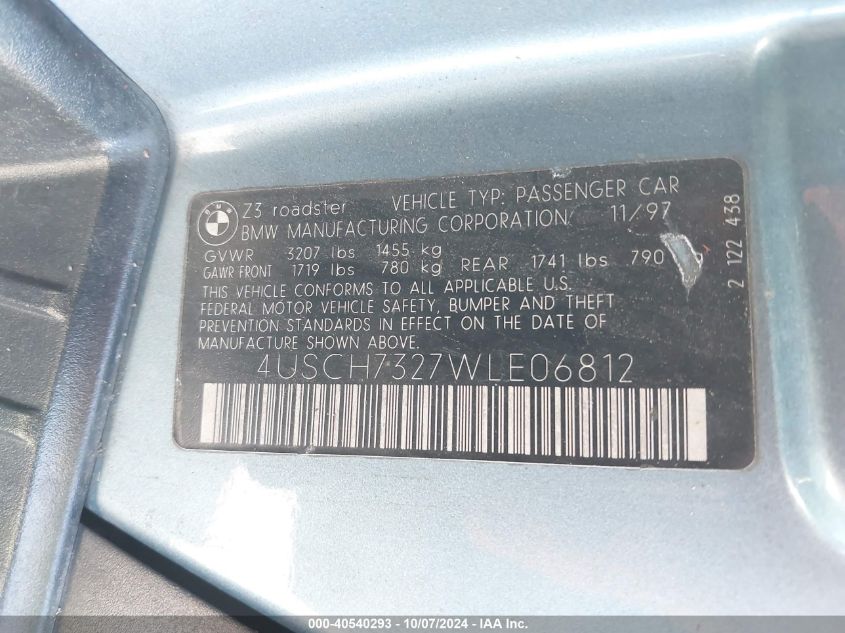 BMW
Z3 roadster VEHICLE TYP: PASSENGER CAR
BMW MANUFACTURING CORPORATION 11/97
GVWR 3207 lbs 1455 kg
GAWR FRONT 1719 lbs 780 kg REAR 1741 lbs 790
THIS VEHICLE CONFORMS TO ALL APPLICABLE U.S.
FEDERAL MOTOR VEHICLE SAFETY, BUMPER AND THEFT
PREVENTION STANDARDS IN EFFECT ON THE DATE OF
MANUFACTURE SHOWN ABOVE.
4USCH7327WLE06812
2 122 438
000-40540293 - 10/07/2024 - IAA Inc.